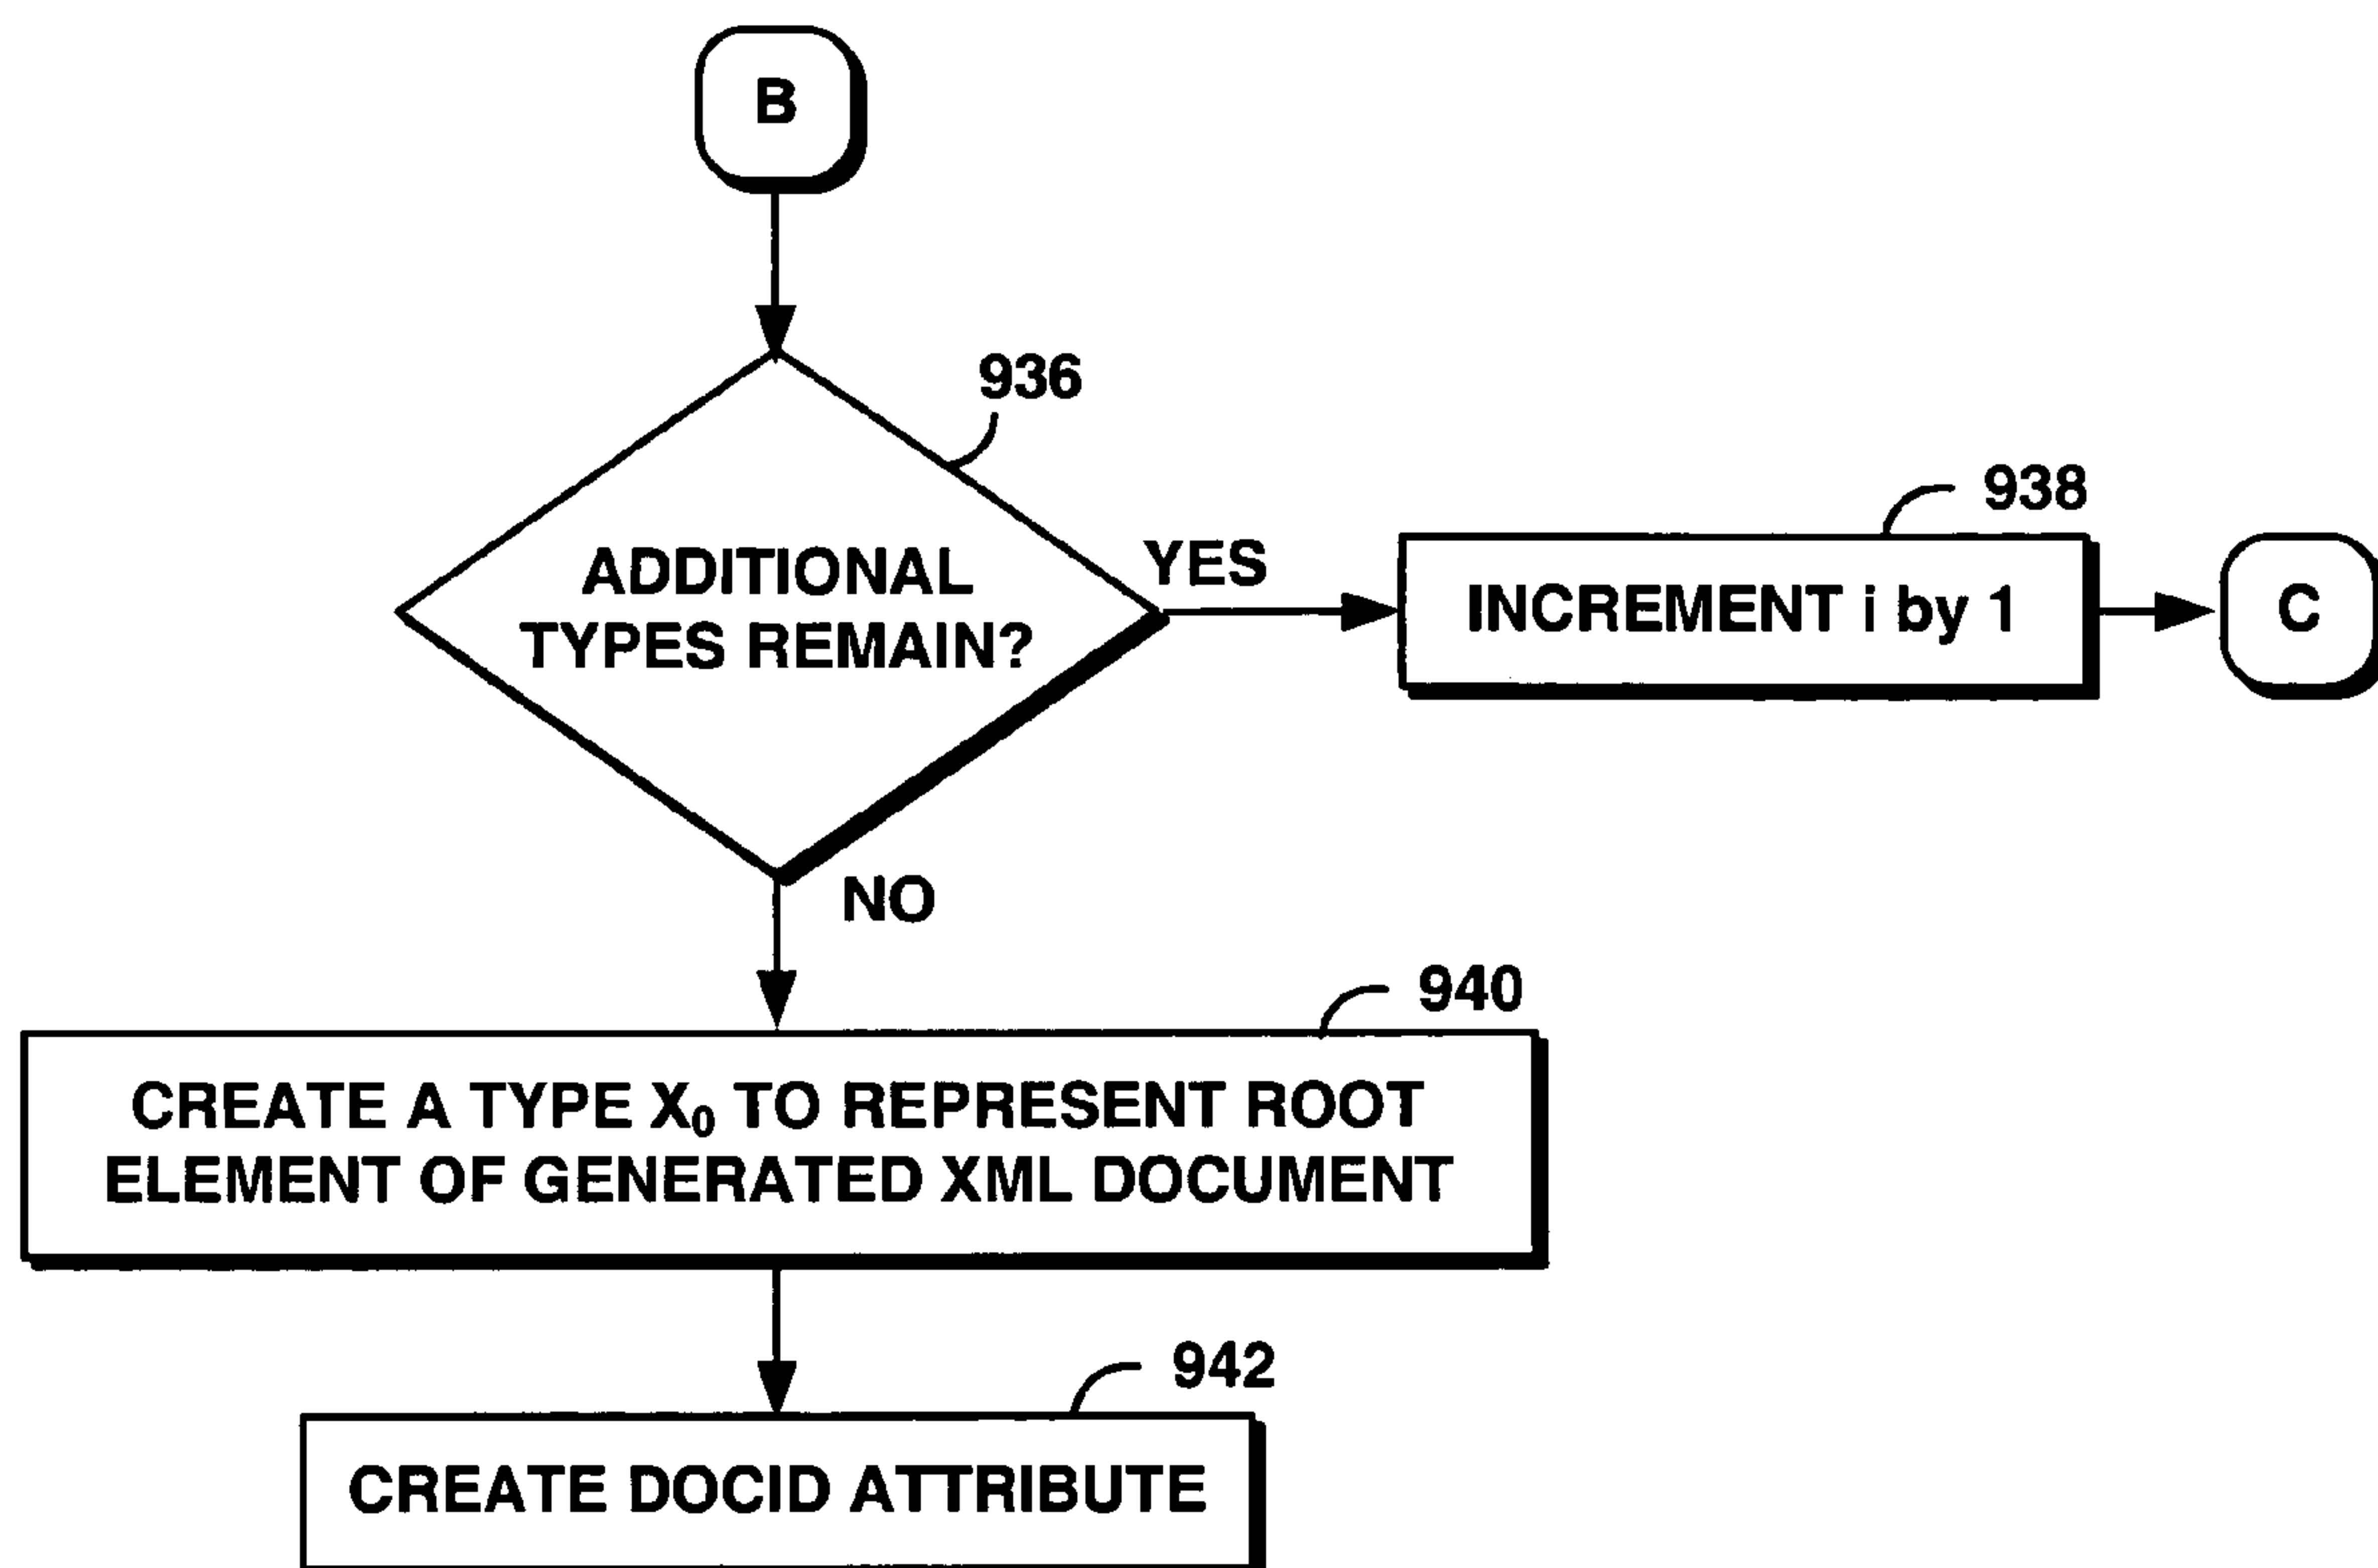 B
936
ADDITIONAL
TYPES REMAIN?
YES
938
INCREMENT i by 1
C
NO
940
CREATE A TYPE X₀ TO REPRESENT ROOT
ELEMENT OF GENERATED XML DOCUMENT
942
CREATE DOCID ATTRIBUTE